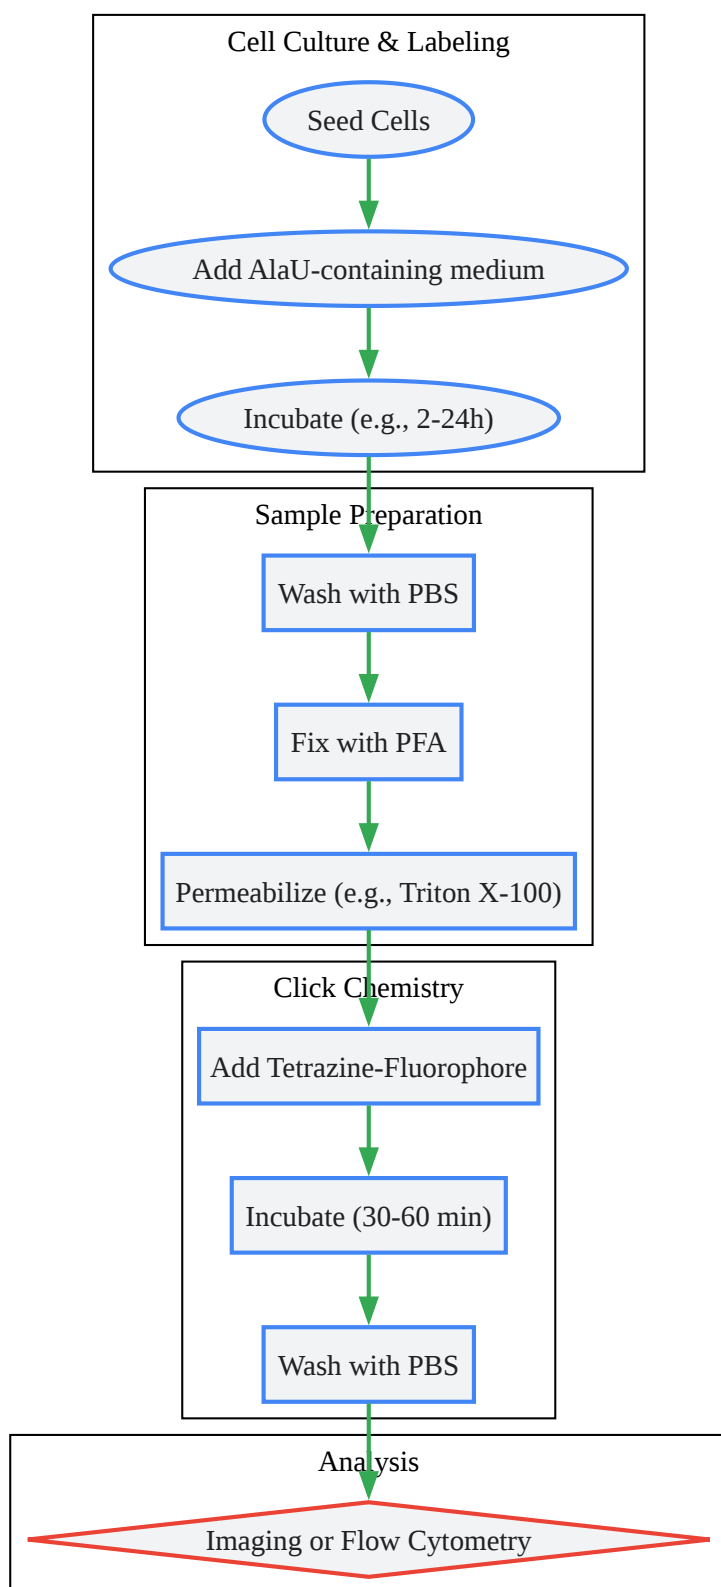 Cell Culture & Labeling
Seed Cells
Add AlaU-containing medium
Incubate (e.g., 2-24h)
Sample Preparation
Wash with PBS
Fix with PFA
Permeabilize (e.g., Triton X-100)
Click Chemistry
Add Tetrazine-Fluorophore
Incubate (30-60 min)
Wash with PBS
Analysis
Imaging or Flow Cytometry